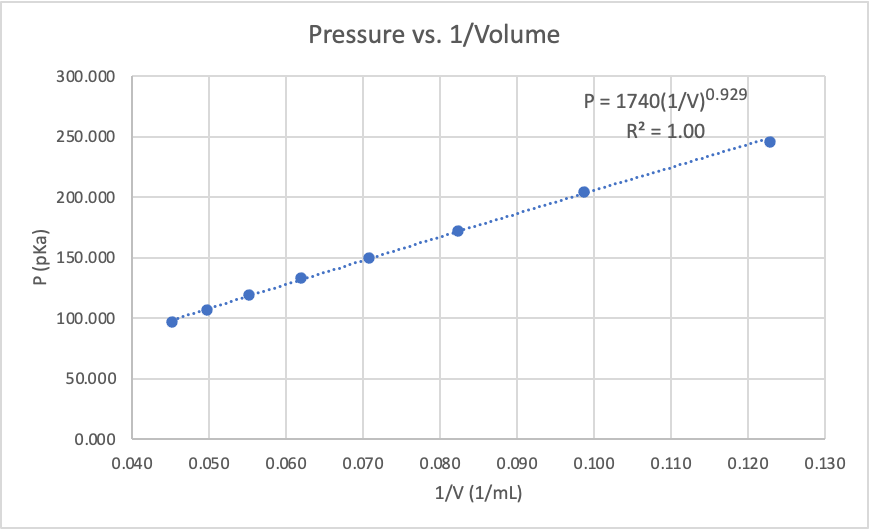 Pressure vs. 1/Volume
300.000
P = 1740(1/V)^0.929
R² = 1.00
250.000
200.000
P (pKa)
150.000
100.000
50.000
0.000
0.040 0.050 0.060 0.070 0.080 0.090 0.100 0.110 0.120 0.130
1/V (1/mL)